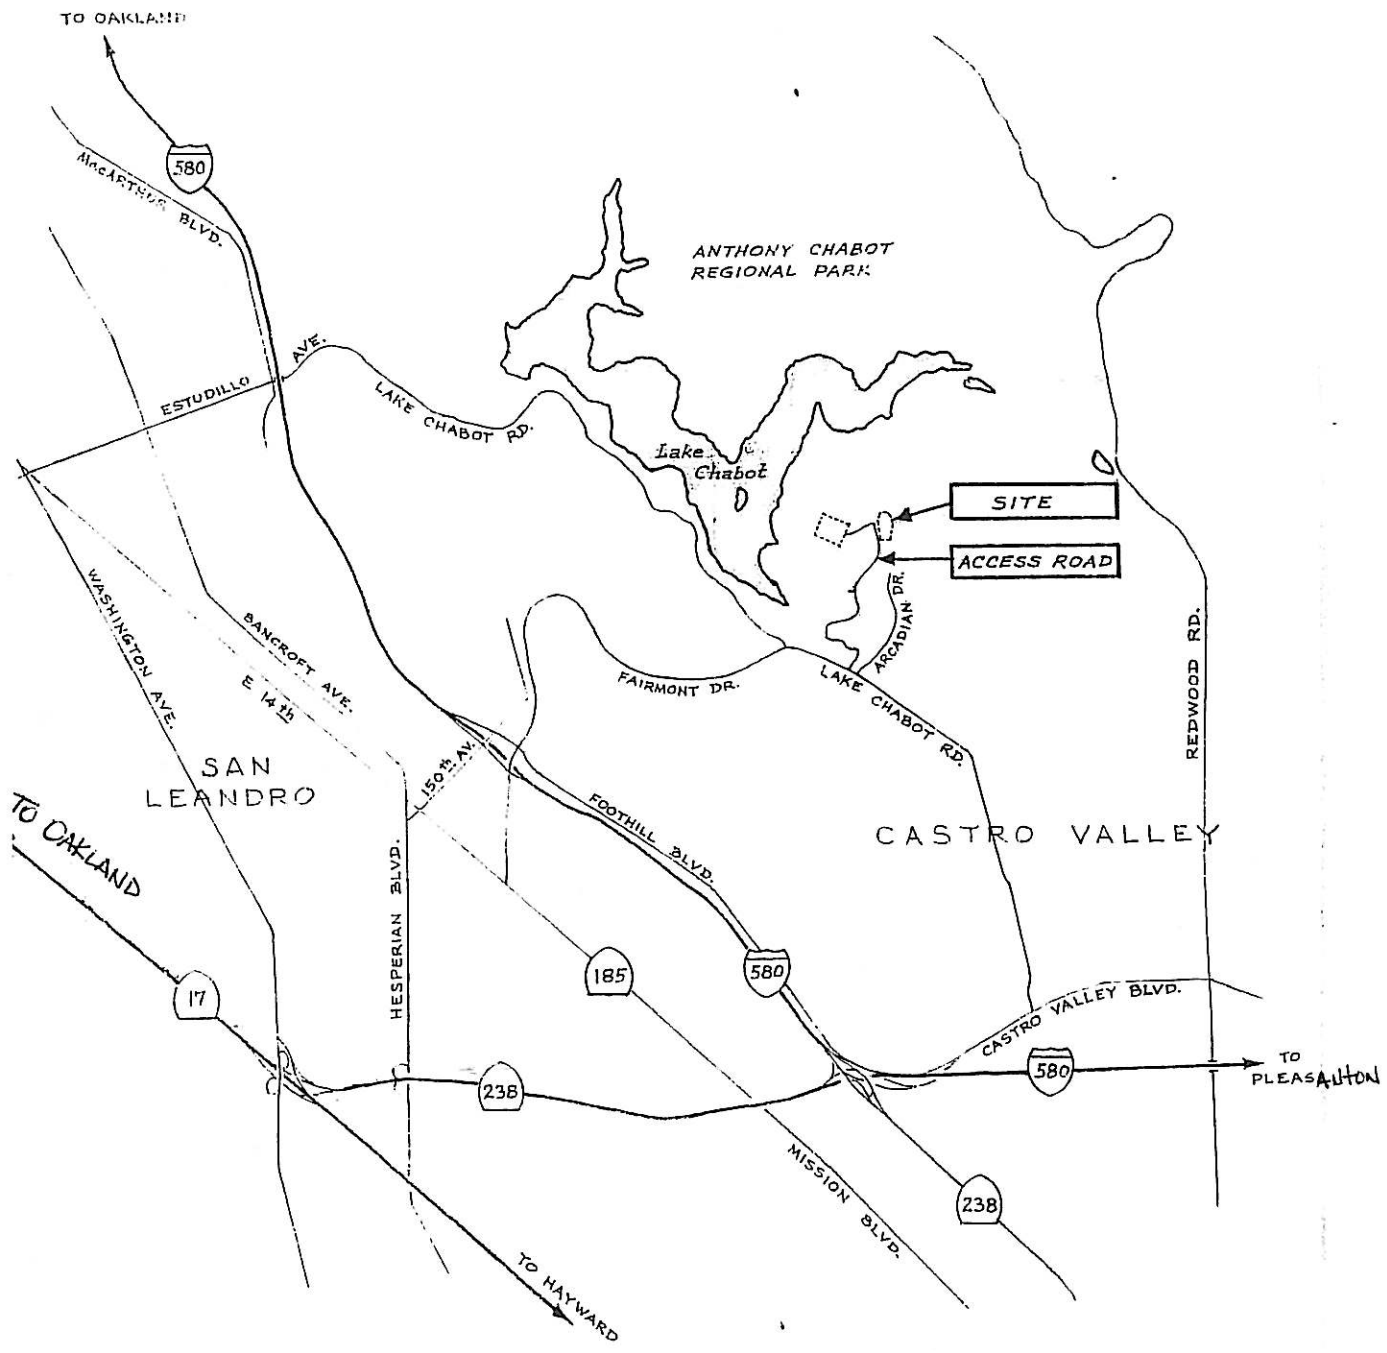 TO OAKLAND
580
MacARTHUR BLVD.
ANTHONY CHABOT
REGIONAL PARK
ESTUDILLO AVE.
LAKE CHABOT RD.
Lake
Chabot
SITE
ACCESS ROAD
ARCADIAN DR.
WASHINGTON AVE.
BANCROFT AVE.
E 14th
FAIRMONT DR.
LAKE CHABOT RD.
REDWOOD RD.
SAN
LEANDRO
150th AV.
TO OAKLAND
FOOTHILL BLVD.
CASTRO VALLEY
HESPERIAN BLVD.
17
185
580
CASTRO VALLEY BLVD.
238
580
TO
PLEASANTON
MISSION BLVD.
238
TO HAYWARD